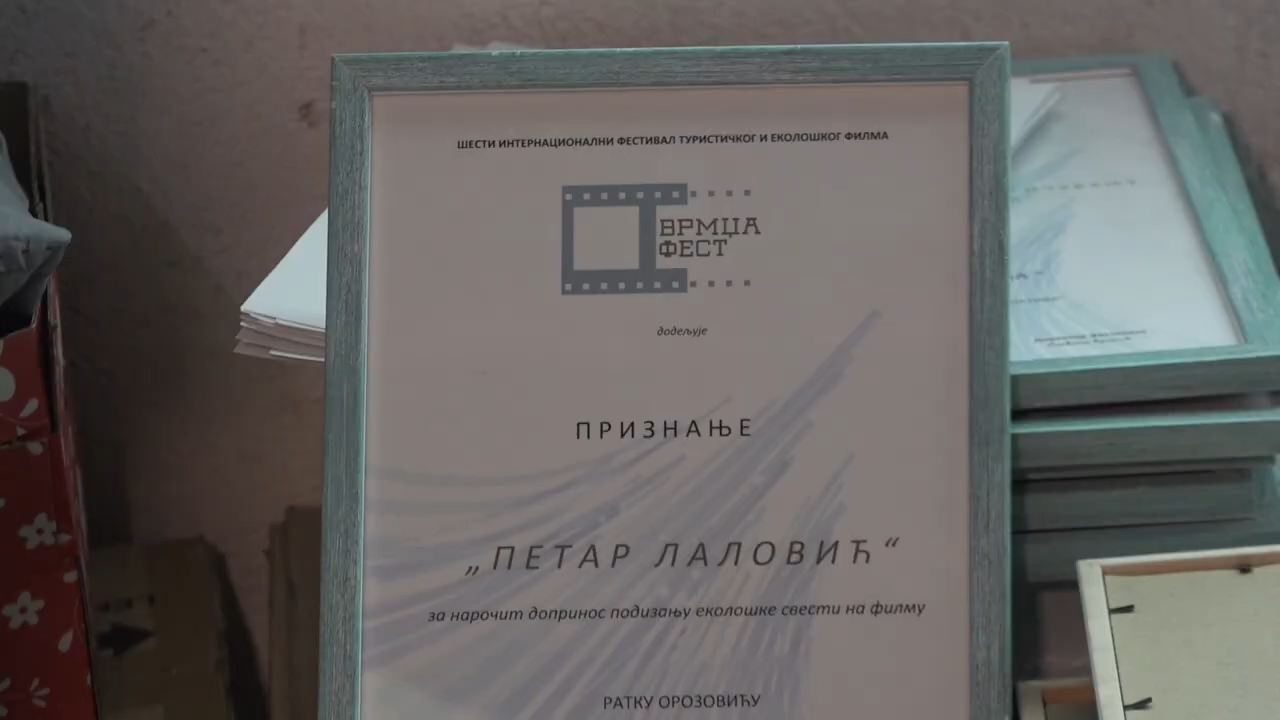 ШЕСТИ ИНТЕРНАЦИОНАЛНИ ФЕСТИВАЛ ТУРИСТИЧКОГ И ЕКОЛОШКОГ ФИЛМА
ВРМЏА
ФЕСТ
додељује
ПРИЗНАЊЕ
„ПЕТАР ЛАЛОВИЋ“
за нарочит допринос подизању еколошке свести на филму
РАТКУ ОРОЗОВИЋУ